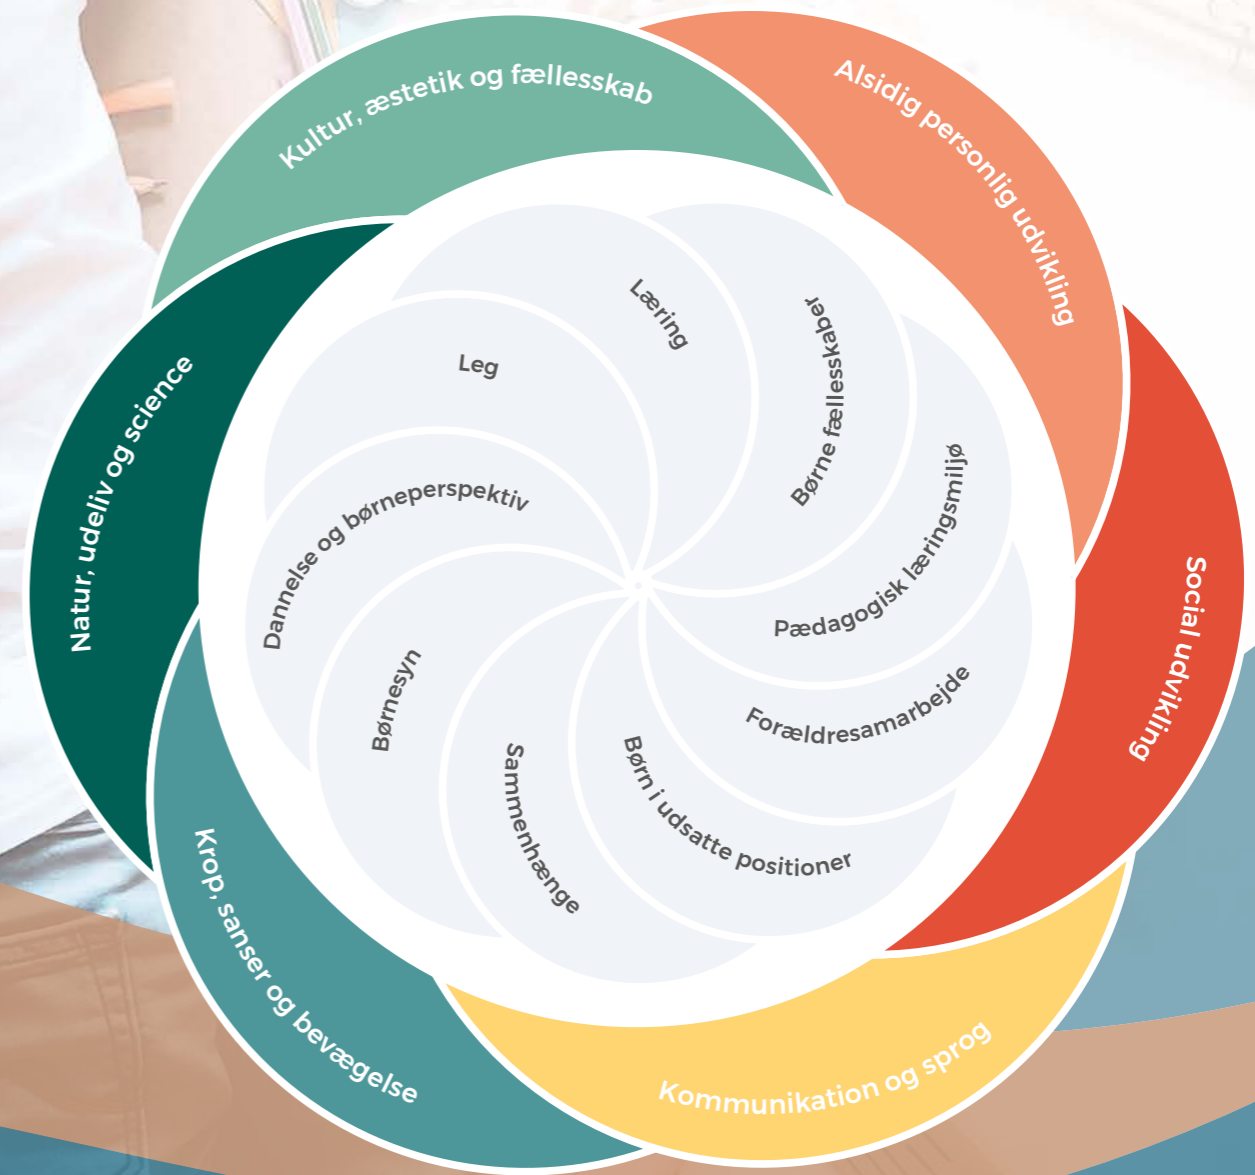 Kultur, æstetik og fællesskab
Alsidig personlig udvikling
Social udvikling
Kommunikation og sprog
Krop, sanser og bevægelse
Natur, udeliv og science
Læring
Børne fællesskaber
Pædagogisk læringsmiljø
Forældresamarbejde
Børn i udsatte positioner
Sammenhænge
Børnesyn
Dannelse og børneperspektiv
Leg